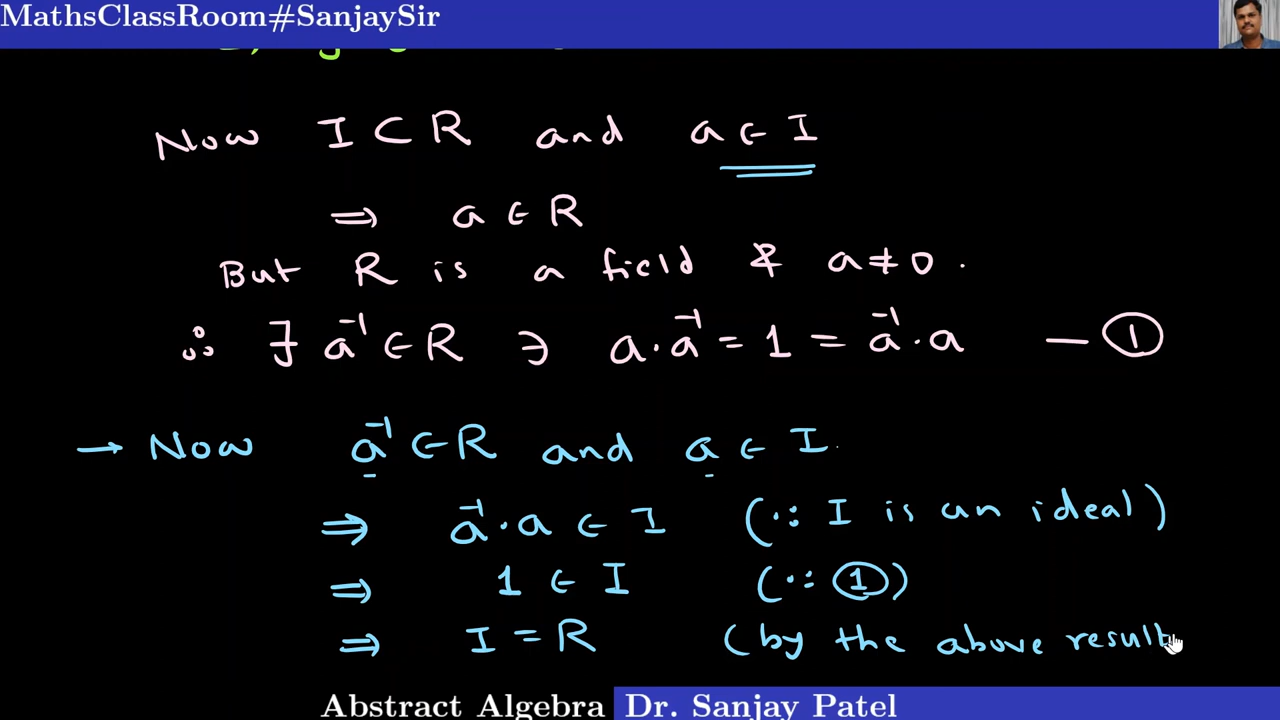 MathsClassRoom#SanjaySir
Now I ⊂ R and a ∈ I
⇒ a ∈ R
But R is a field & a ≠ 0 .
∴ ∃ a⁻¹ ∈ R ∋ a · a⁻¹ = 1 = a⁻¹ · a — ①
→ Now a⁻¹ ∈ R and a ∈ I.
⇒ a⁻¹ · a ∈ I (∵ I is an ideal)
⇒ 1 ∈ I (∵ ①)
⇒ I = R (by the above result
Abstract Algebra Dr. Sanjay Patel